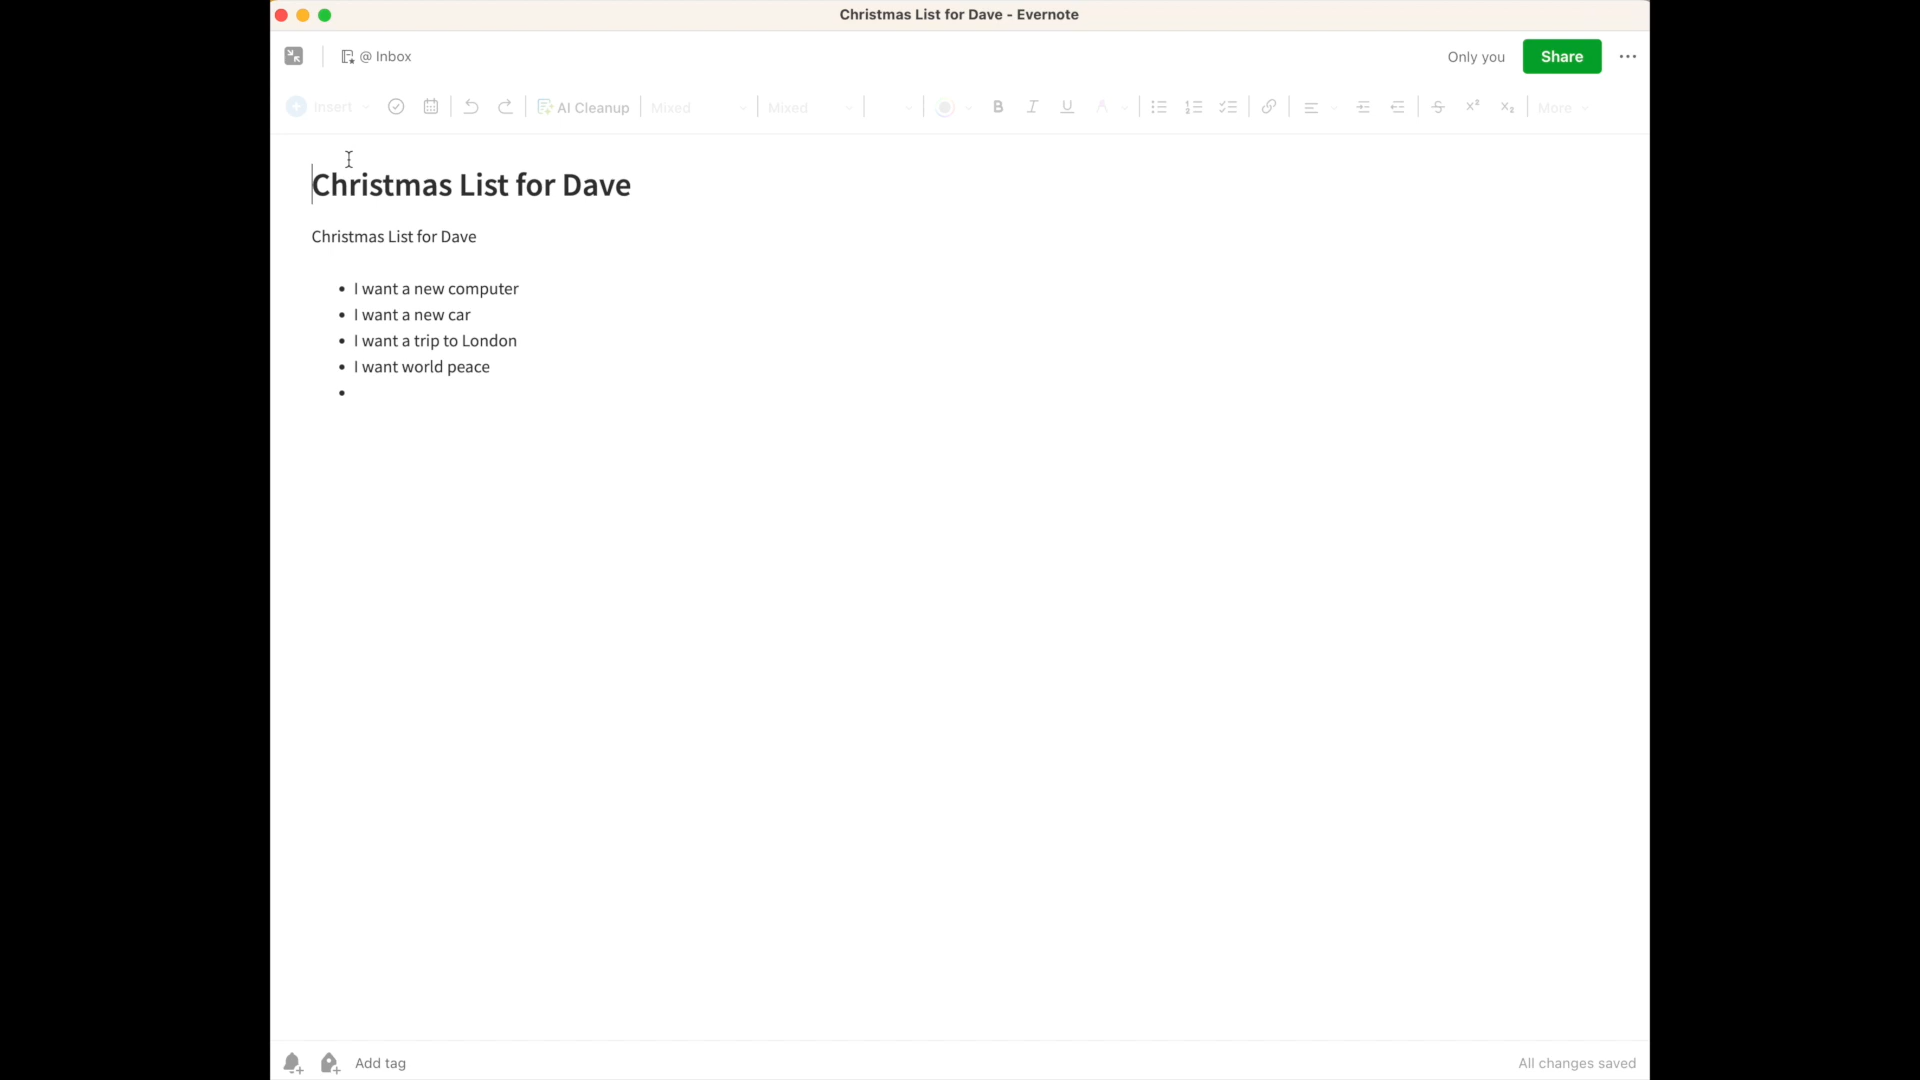 Christmas List for Dave - Evernote
@ Inbox
Only you
Share
Insert
AI Cleanup
Mixed
Mixed
More
Christmas List for Dave
Christmas List for Dave
• I want a new computer
• I want a new car
• I want a trip to London
• I want world peace
•
Add tag
All changes saved